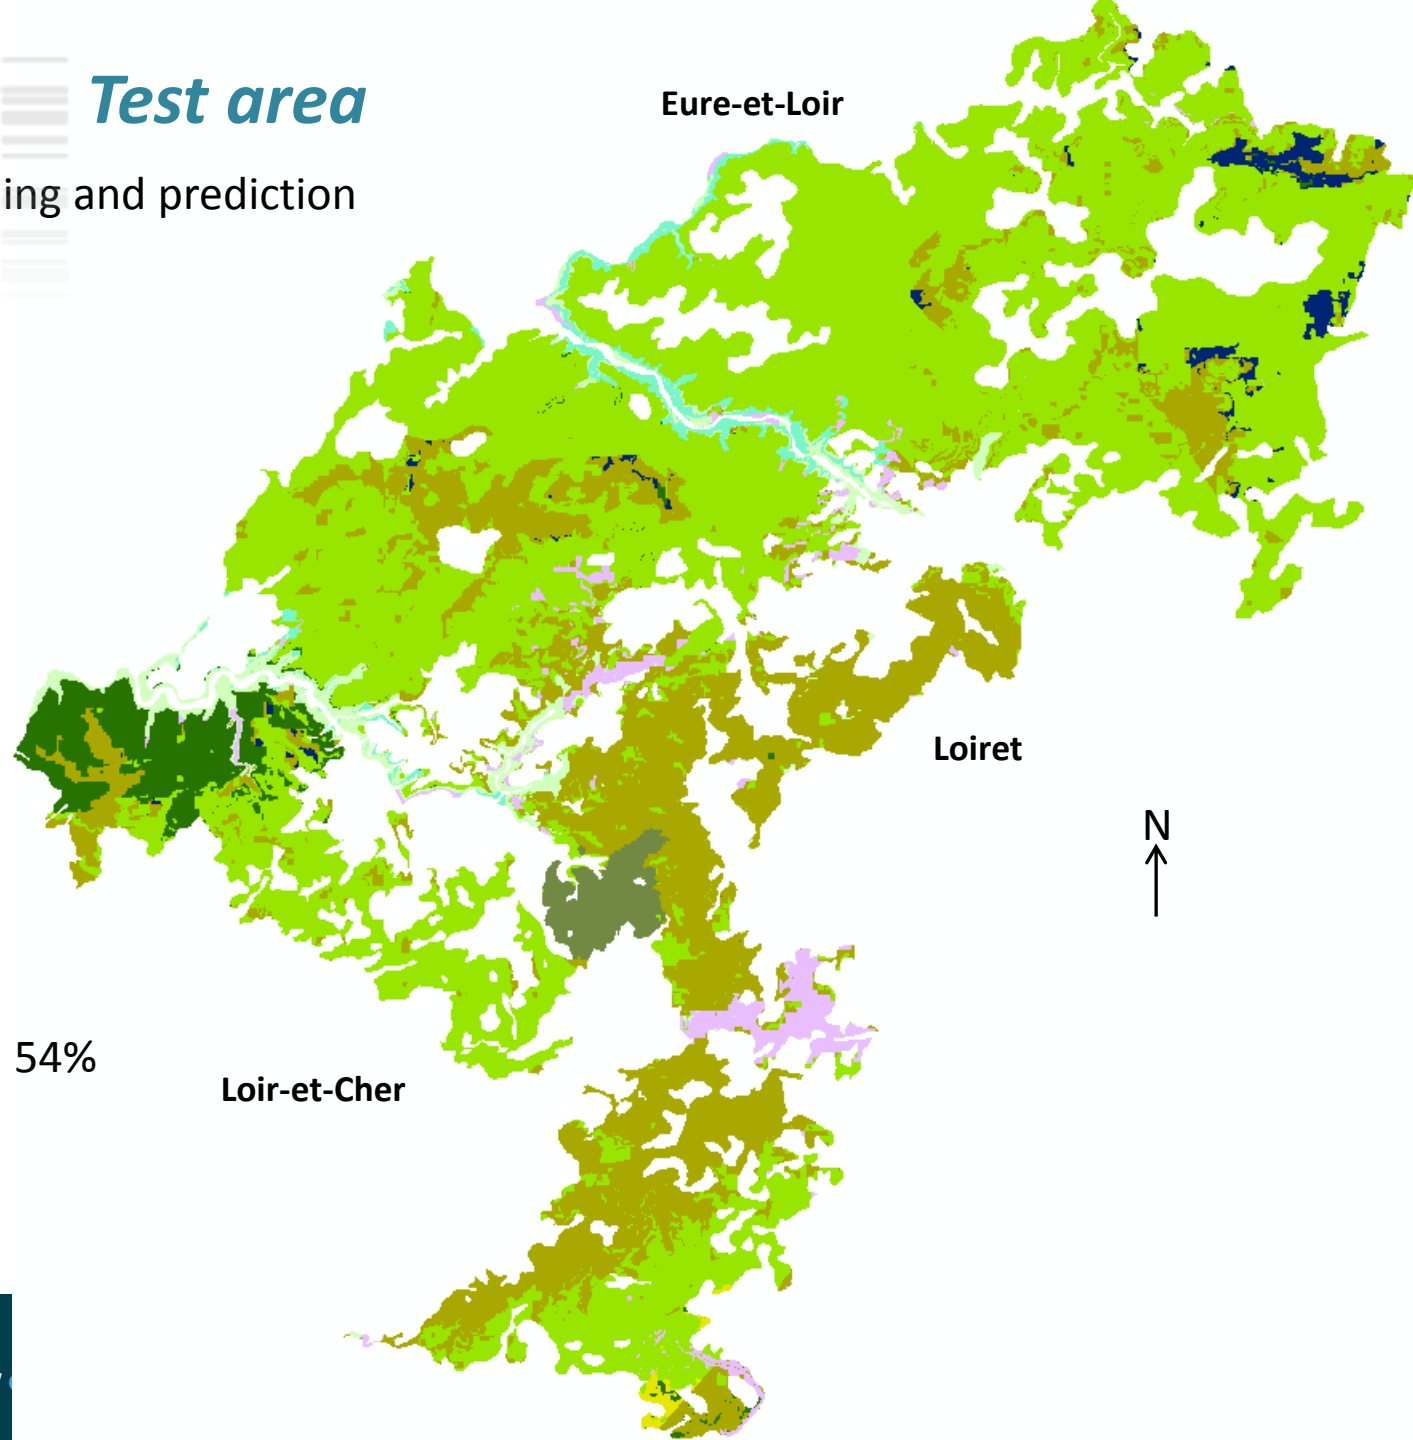 Test area
Eure-et-Loir
ing and prediction
Loiret
N
54%
Loir-et-Cher